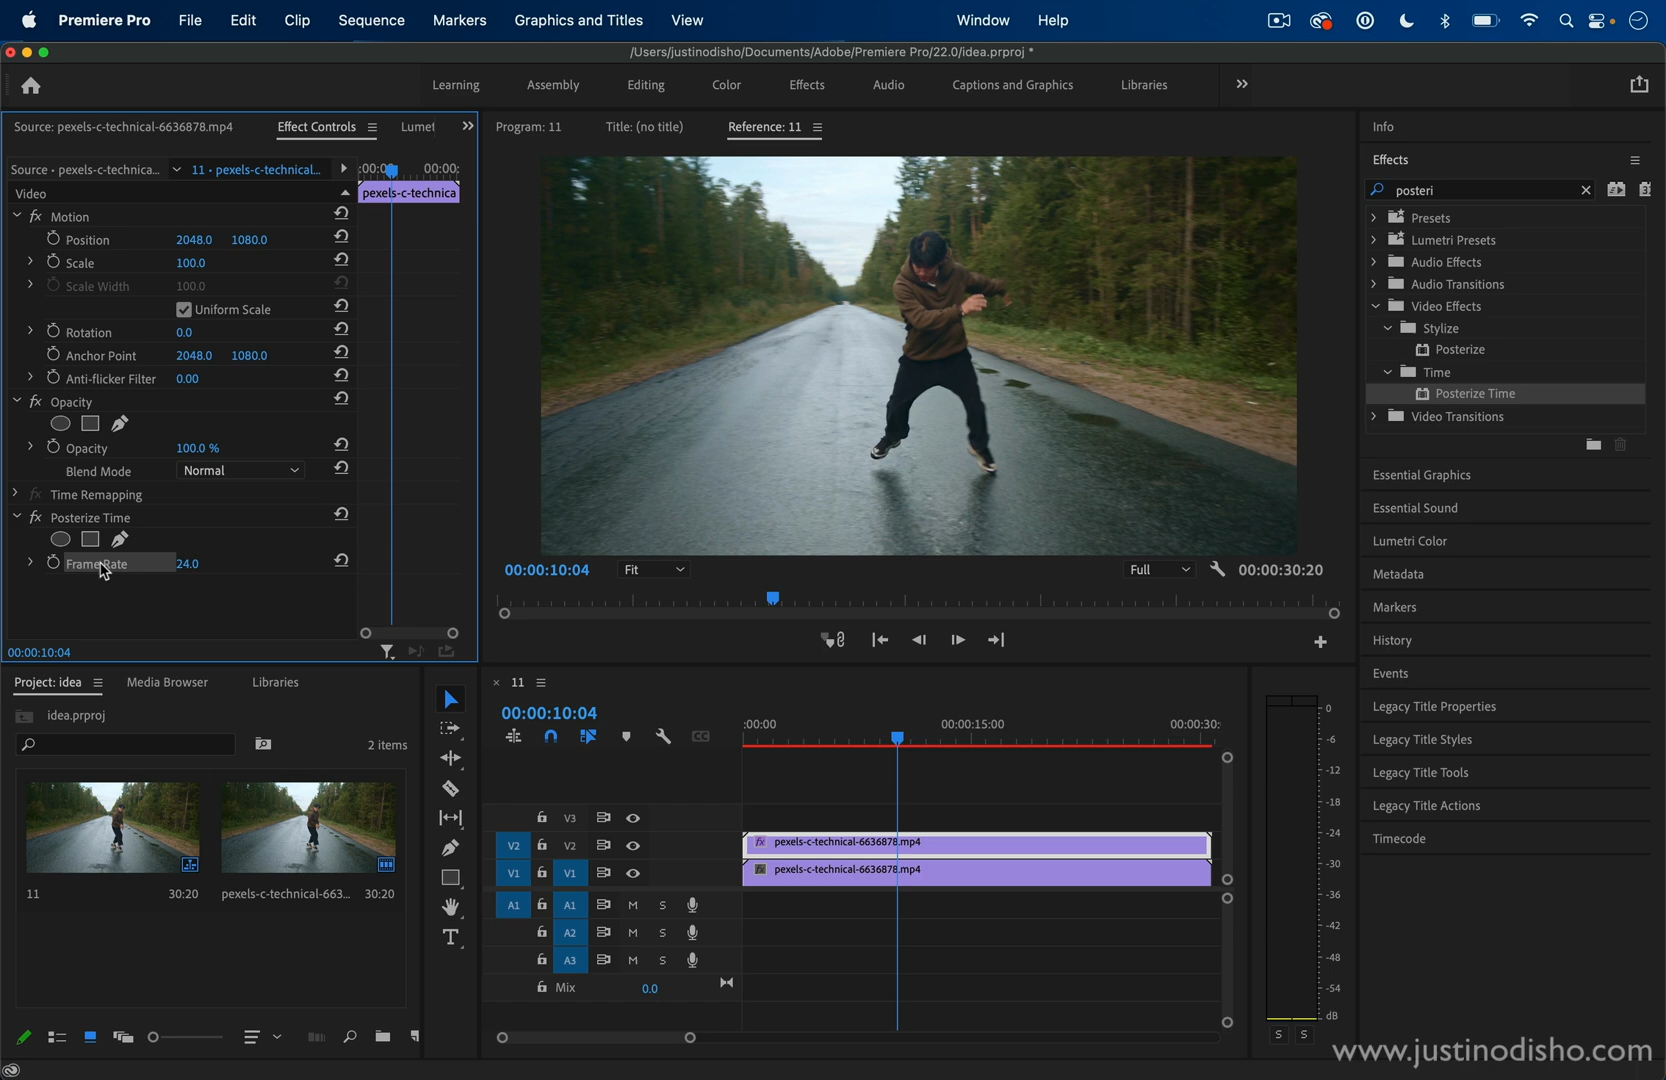 Premiere Pro File Edit Clip Sequence Markers Graphics and Titles View Window Help
/Users/justinodisho/Documents/Adobe/Premiere Pro/22.0/idea.prproj *
Learning Assembly Editing Color Effects Audio Captions and Graphics Libraries
Source: pexels-c-technical-6636878.mp4 Effect Controls Lumet
Source • pexels-c-technica... 11 • pexels-c-technical... :00:00 00:00:
Video pexels-c-technica
fx Motion
Position 2048.0 1080.0
Scale 100.0
Scale Width 100.0
Uniform Scale
Rotation 0.0
Anchor Point 2048.0 1080.0
Anti-flicker Filter 0.00
fx Opacity
Opacity 100.0 %
Blend Mode Normal
fx Time Remapping
fx Posterize Time
Frame Rate 24.0
00:00:10:04
Program: 11 Title: (no title) Reference: 11
00:00:10:04 Fit Full 00:00:30:20
Info
Effects
posteri
Presets
Lumetri Presets
Audio Effects
Audio Transitions
Video Effects
Stylize
Posterize
Time
Posterize Time
Video Transitions
Essential Graphics
Essential Sound
Lumetri Color
Metadata
Markers
History
Events
Legacy Title Properties
Legacy Title Styles
Legacy Title Tools
Legacy Title Actions
Timecode
Project: idea Media Browser Libraries
idea.prproj
2 items
11 30:20 pexels-c-technical-663... 30:20
T
× 11
00:00:10:04
:00:00 00:00:15:00 00:00:30:
CC
V3
V2 V2 fx pexels-c-technical-6636878.mp4
V1 V1 fx pexels-c-technical-6636878.mp4
A1 A1 M S
A2 M S
A3 M S
Mix 0.0
0
-6
-12
-18
-24
-30
-36
-42
-48
-54
dB
S S
www.justinodisho.com